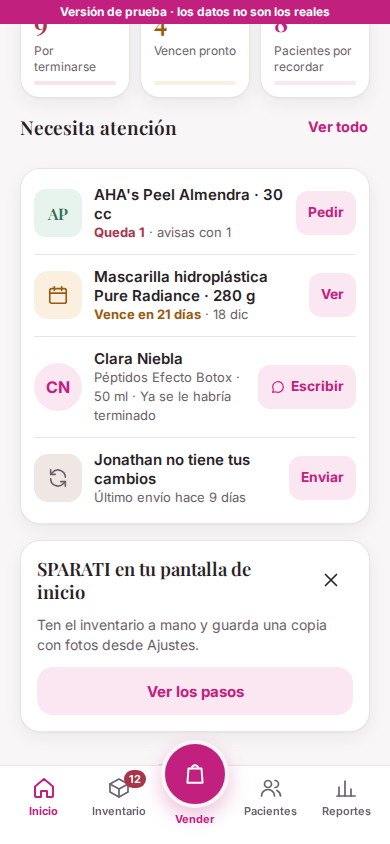 Versión de prueba · los datos no son los reales
9
4
8
Por
terminarse
Vencen pronto
Pacientes por
recordar
Necesita atención
Ver todo
AP
AHA's Peel Almendra · 30
cc
Queda 1 · avisas con 1
Pedir
Mascarilla hidroplástica
Pure Radiance · 280 g
Vence en 21 días · 18 dic
Ver
CN
Clara Niebla
Péptidos Efecto Botox ·
50 ml · Ya se le habría
terminado
Escribir
Jonathan no tiene tus
cambios
Último envío hace 9 días
Enviar
SPARATI en tu pantalla de
inicio
Ten el inventario a mano y guarda una copia
con fotos desde Ajustes.
Ver los pasos
12
Inicio
Inventario
Vender
Pacientes
Reportes